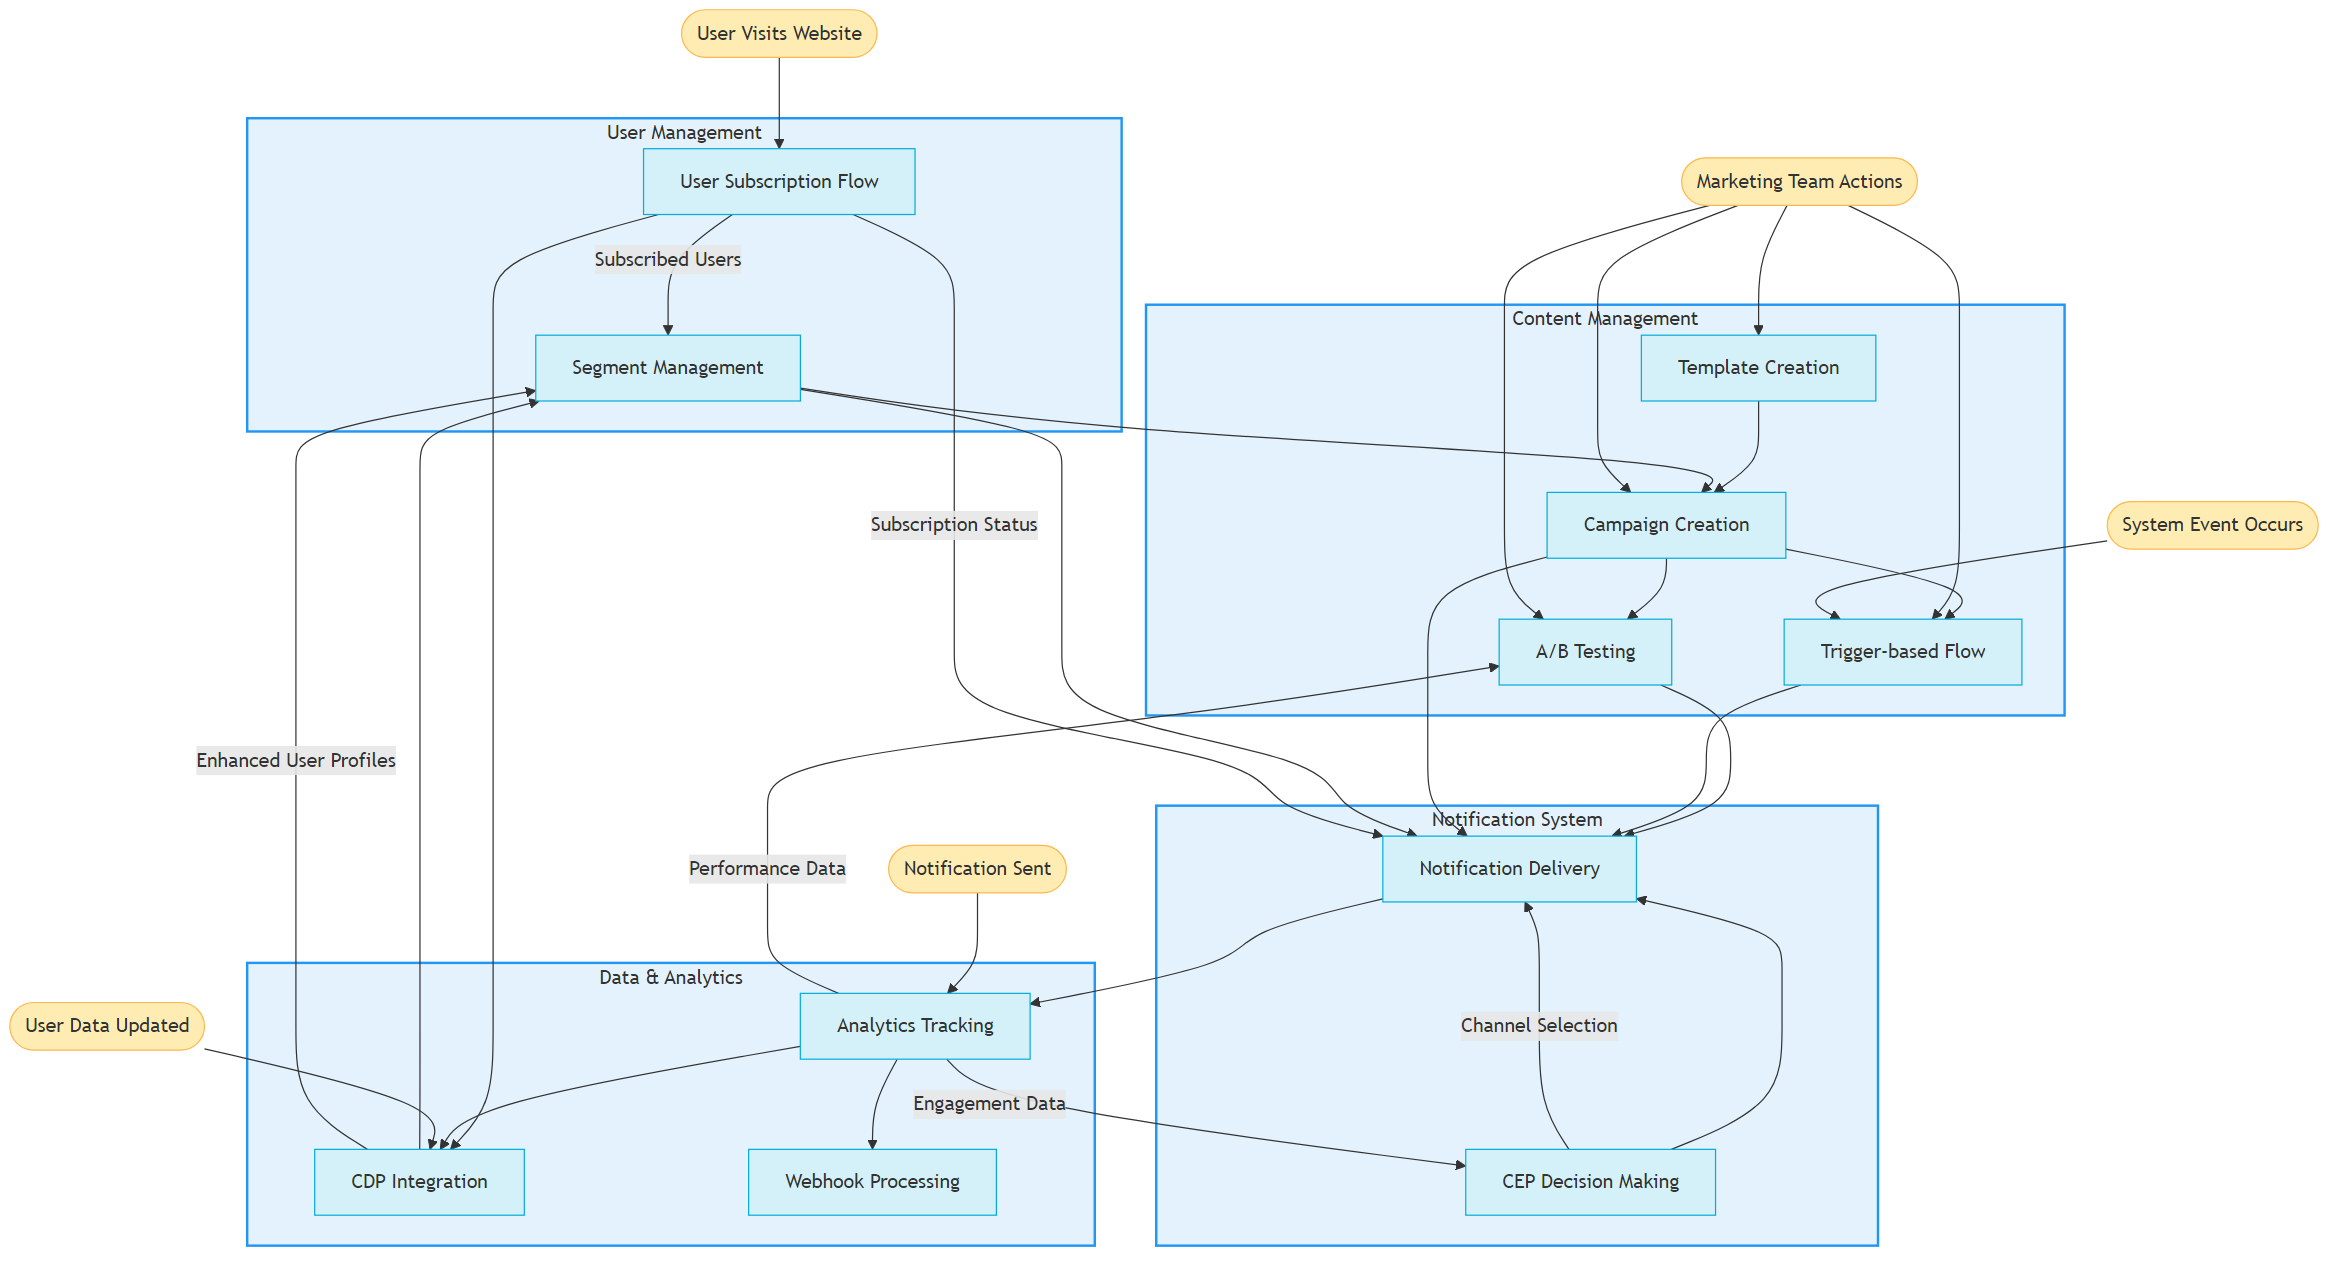 User Visits Website
User Management
User Subscription Flow
Marketing Team Actions
Subscribed Users
Content Management
Segment Management
Template Creation
Subscription Status
Campaign Creation
System Event Occurs
A/B Testing
Trigger-based Flow
Enhanced User Profiles
Notification System
Performance Data
Notification Sent
Notification Delivery
Data & Analytics
User Data Updated
Analytics Tracking
Channel Selection
Engagement Data
CDP Integration
Webhook Processing
CEP Decision Making